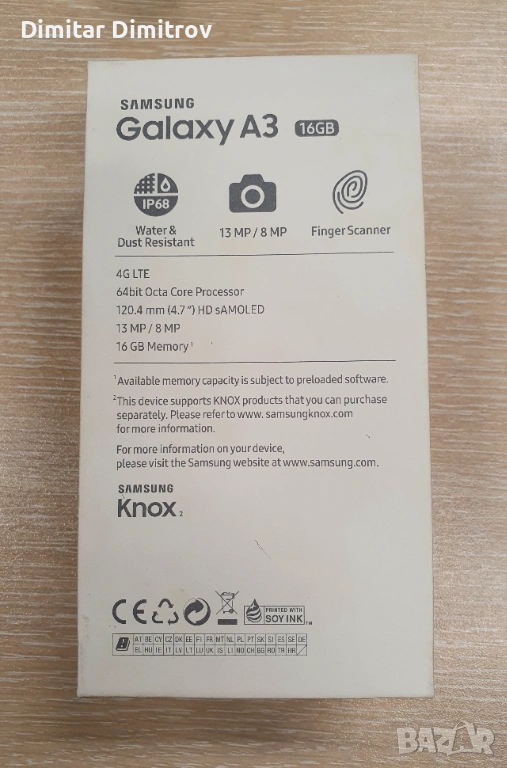 Dimitar Dimitrov
SAMSUNG
Galaxy A3 16GB
IP68
Water &
Dust Resistant
13 MP / 8 MP
Finger Scanner
4G LTE
64bit Octa Core Processor
120.4 mm (4.7") HD sAMOLED
13 MP / 8 MP
16 GB Memory¹
¹Available memory capacity is subject to preloaded software.
²This device supports KNOX products that you can purchase
separately. Please refer to www. samsungknox.com
for more information.
For more information on your device,
please visit the Samsung website at www.samsung.com.
SAMSUNG
Knox 2
CE
PRINTED WITH
SOY INK TM
AT BE CY CZ DK EE FI FR MT NL PL PT SK SI ES SE DE
EL HU IE IT LV LT LU UK IS LI NO CH BG RO TR HR
BAZAR